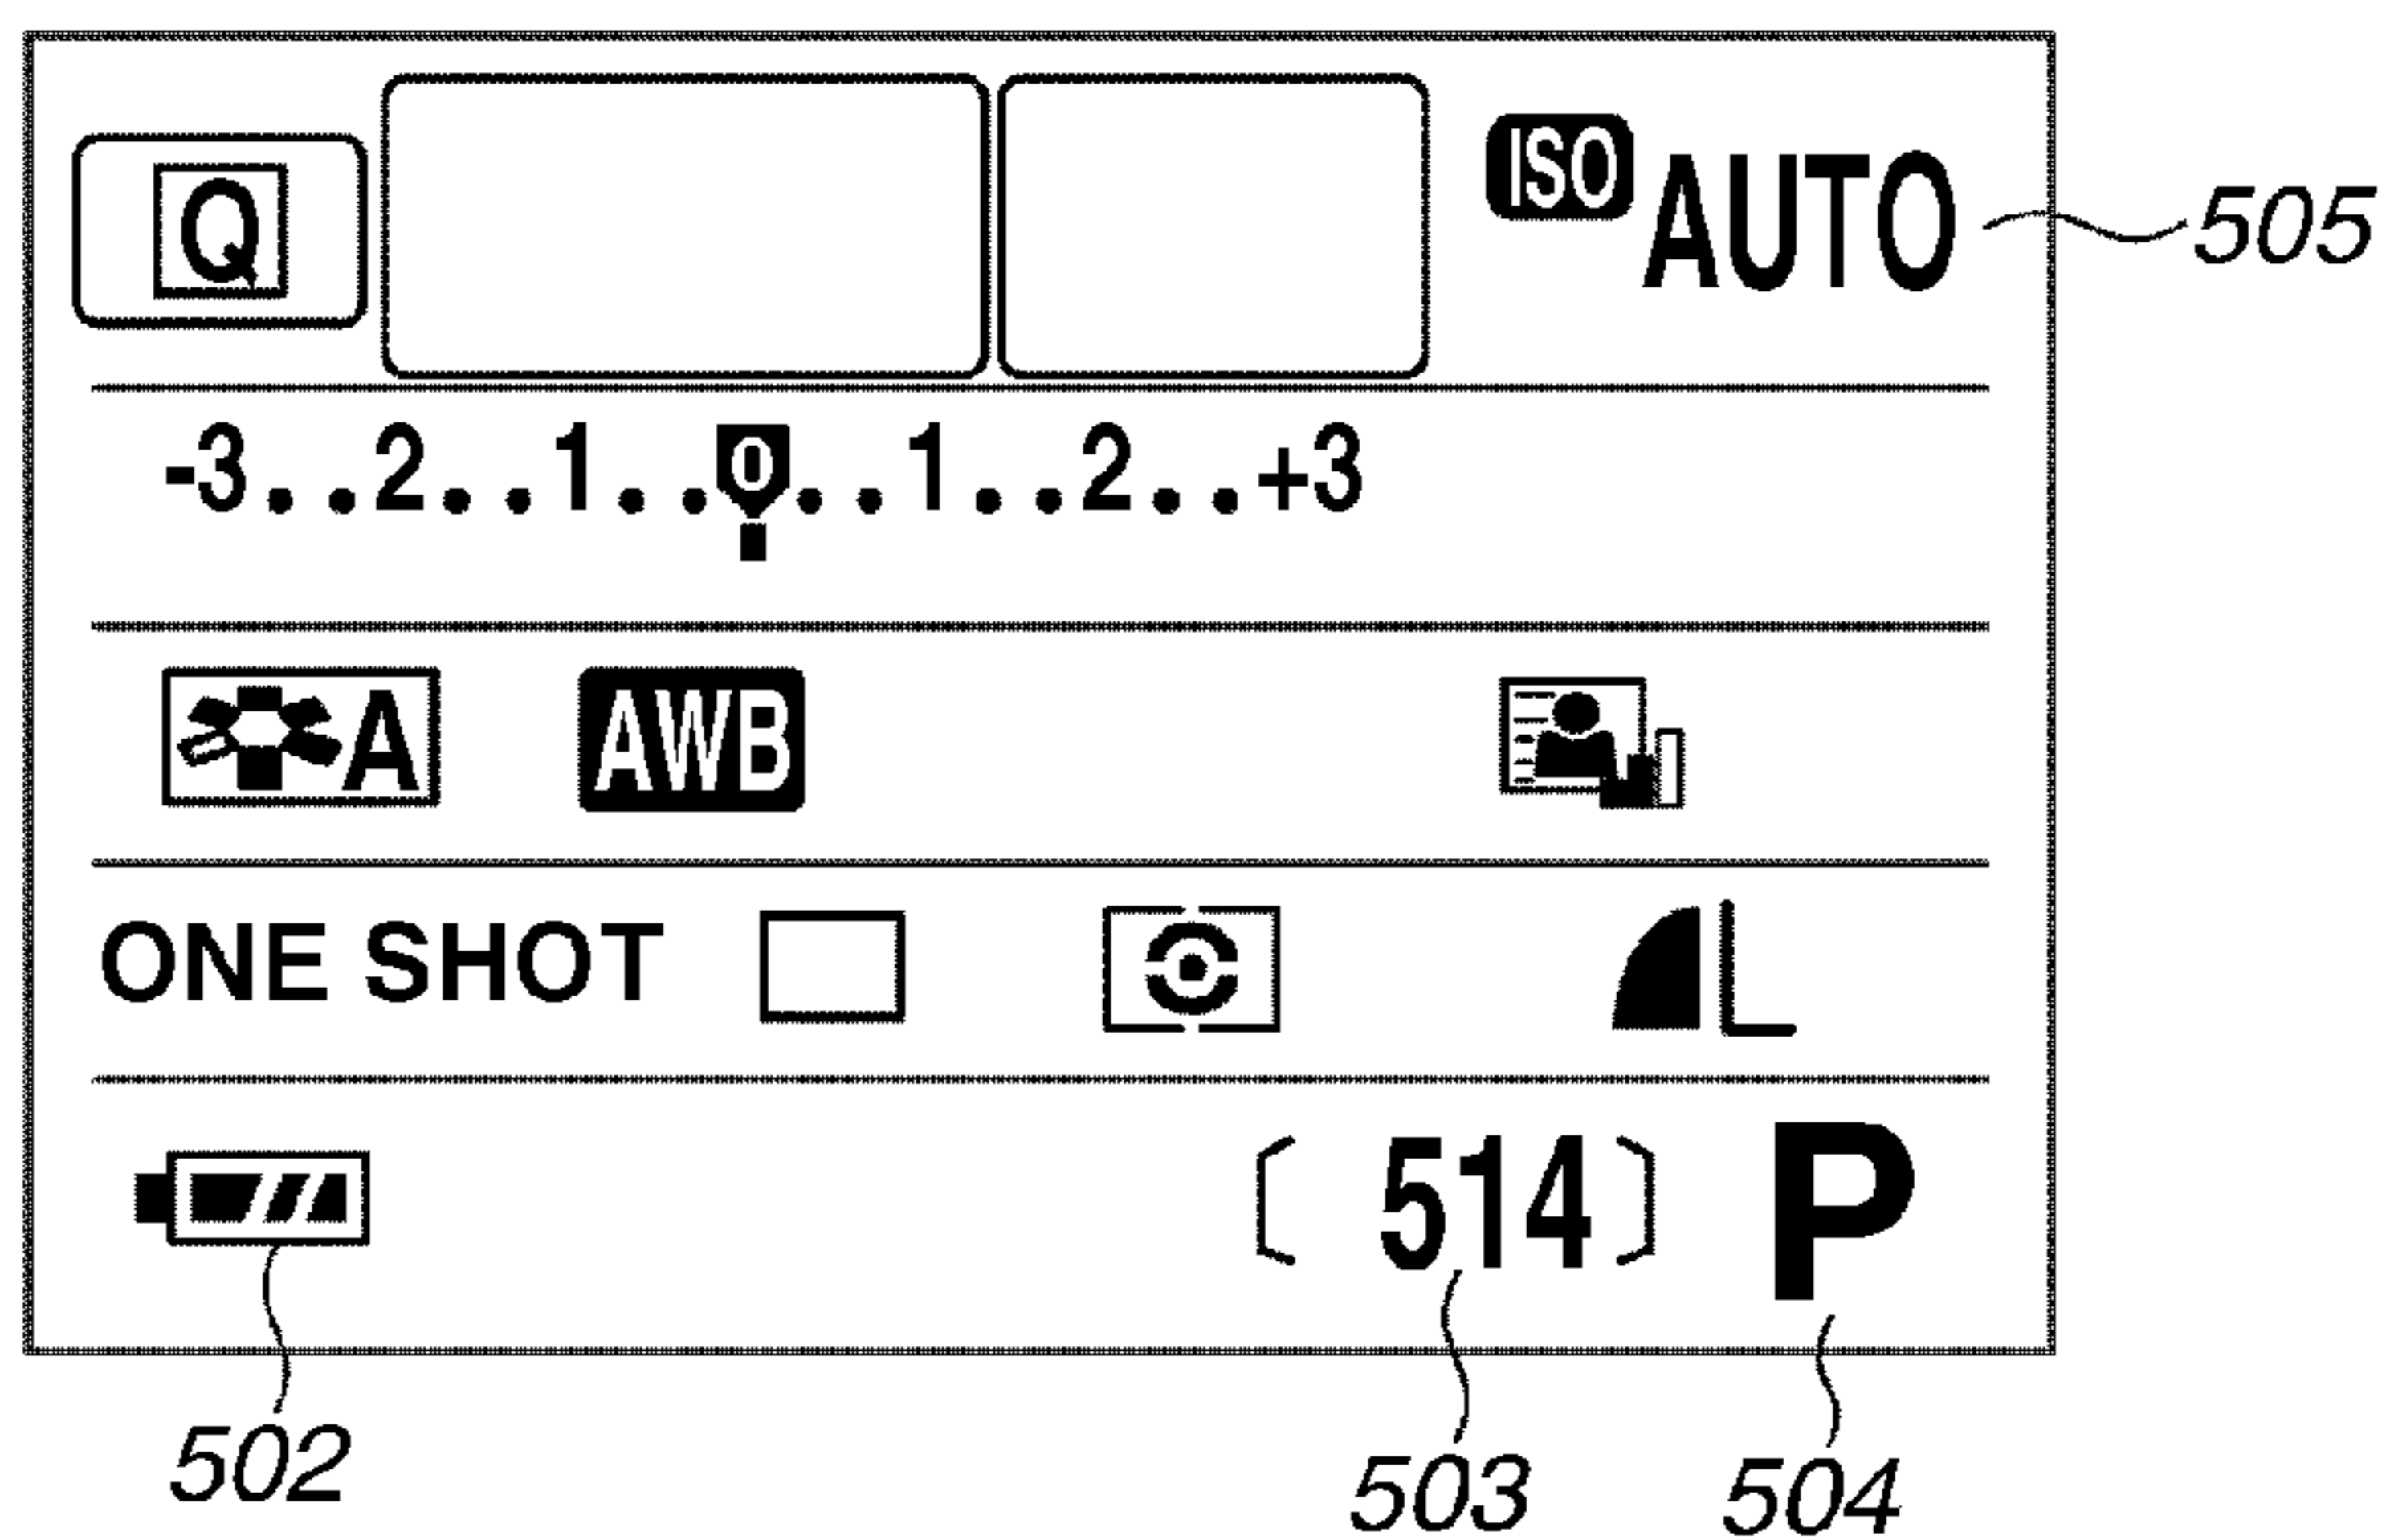 Q
ISO AUTO
505
-3..2..1..0..1..2..+3
A AWB
ONE SHOT L
[ 514 ] P
502
503
504